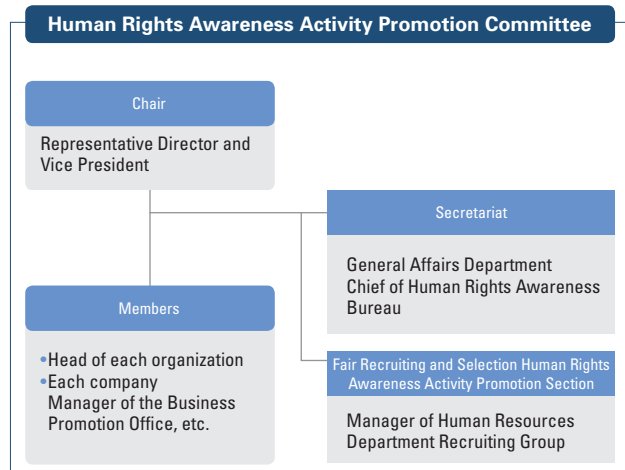 Human Rights Awareness Activity Promotion Committee
Chair
Representative Director and
Vice President
Secretariat
General Affairs Department
Chief of Human Rights Awareness
Bureau
Members
•Head of each organization
•Each company
Manager of the Business
Promotion Office, etc.
Fair Recruiting and Selection Human Rights
Awareness Activity Promotion Section
Manager of Human Resources
Department Recruiting Group